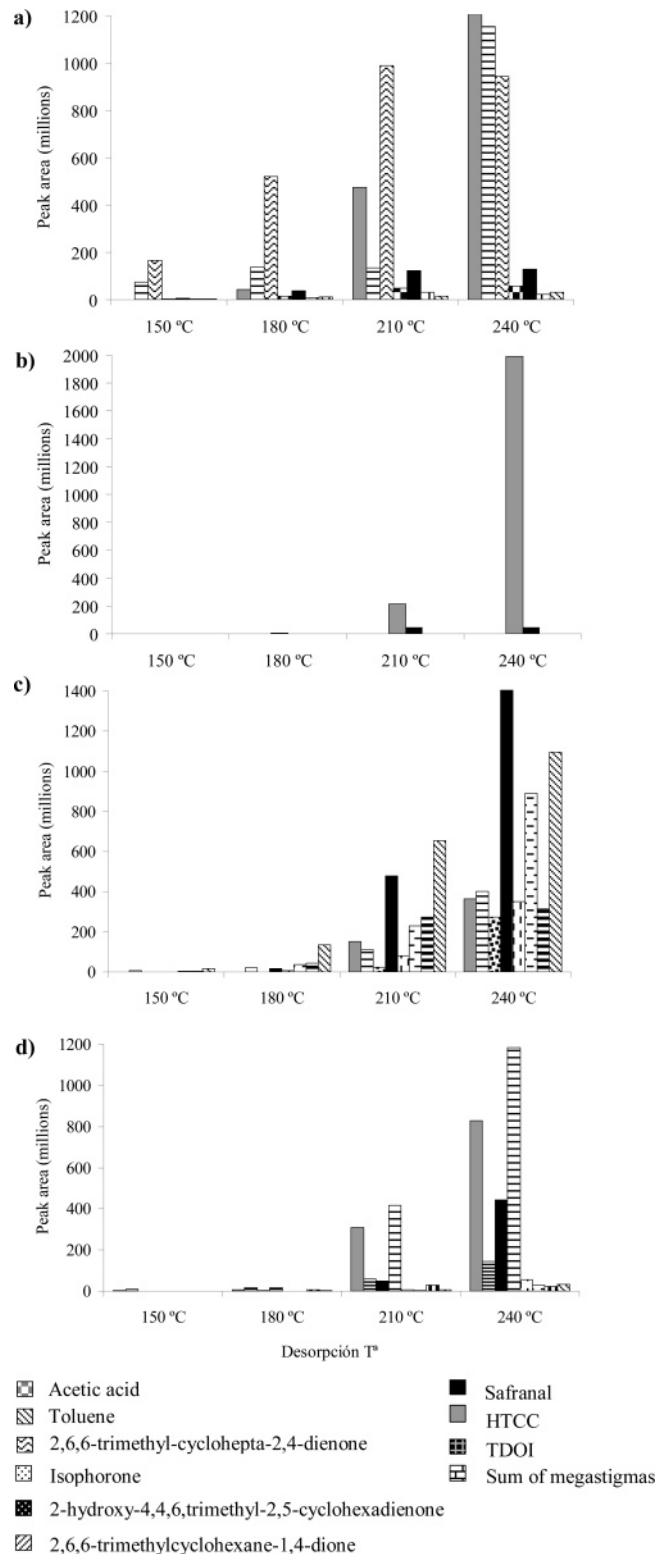 a)
Peak area (millions)
1200
1000
800
600
400
200
0
150 ºC 180 ºC 210 ºC 240 ºC
b)
Peak area (millions)
2000
1800
1600
1400
1200
1000
800
600
400
200
0
150 ºC 180 ºC 210 ºC 240 ºC
c)
Peak area (millions)
1400
1200
1000
800
600
400
200
0
150 ºC 180 ºC 210 ºC 240 ºC
d)
Peak area (millions)
1200
1000
800
600
400
200
0
150 ºC 180 ºC 210 ºC 240 ºC
Desorpción Tª
Acetic acid
Toluene
2,6,6-trimethyl-cyclohepta-2,4-dienone
Isophorone
2-hydroxy-4,4,6,trimethyl-2,5-cyclohexadienone
2,6,6-trimethylcyclohexane-1,4-dione
Safranal
HTCC
TDOI
Sum of megastigmas